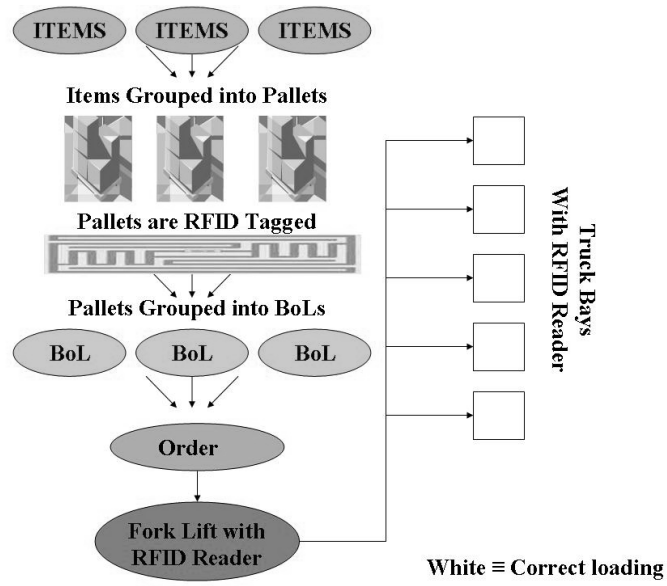 ITEMS ITEMS ITEMS
Items Grouped into Pallets
Pallets are RFID Tagged
Pallets Grouped into BoLs
BoL BoL BoL
Order
Fork Lift with
RFID Reader
Truck Bays
With RFID Reader
White ≡ Correct loading